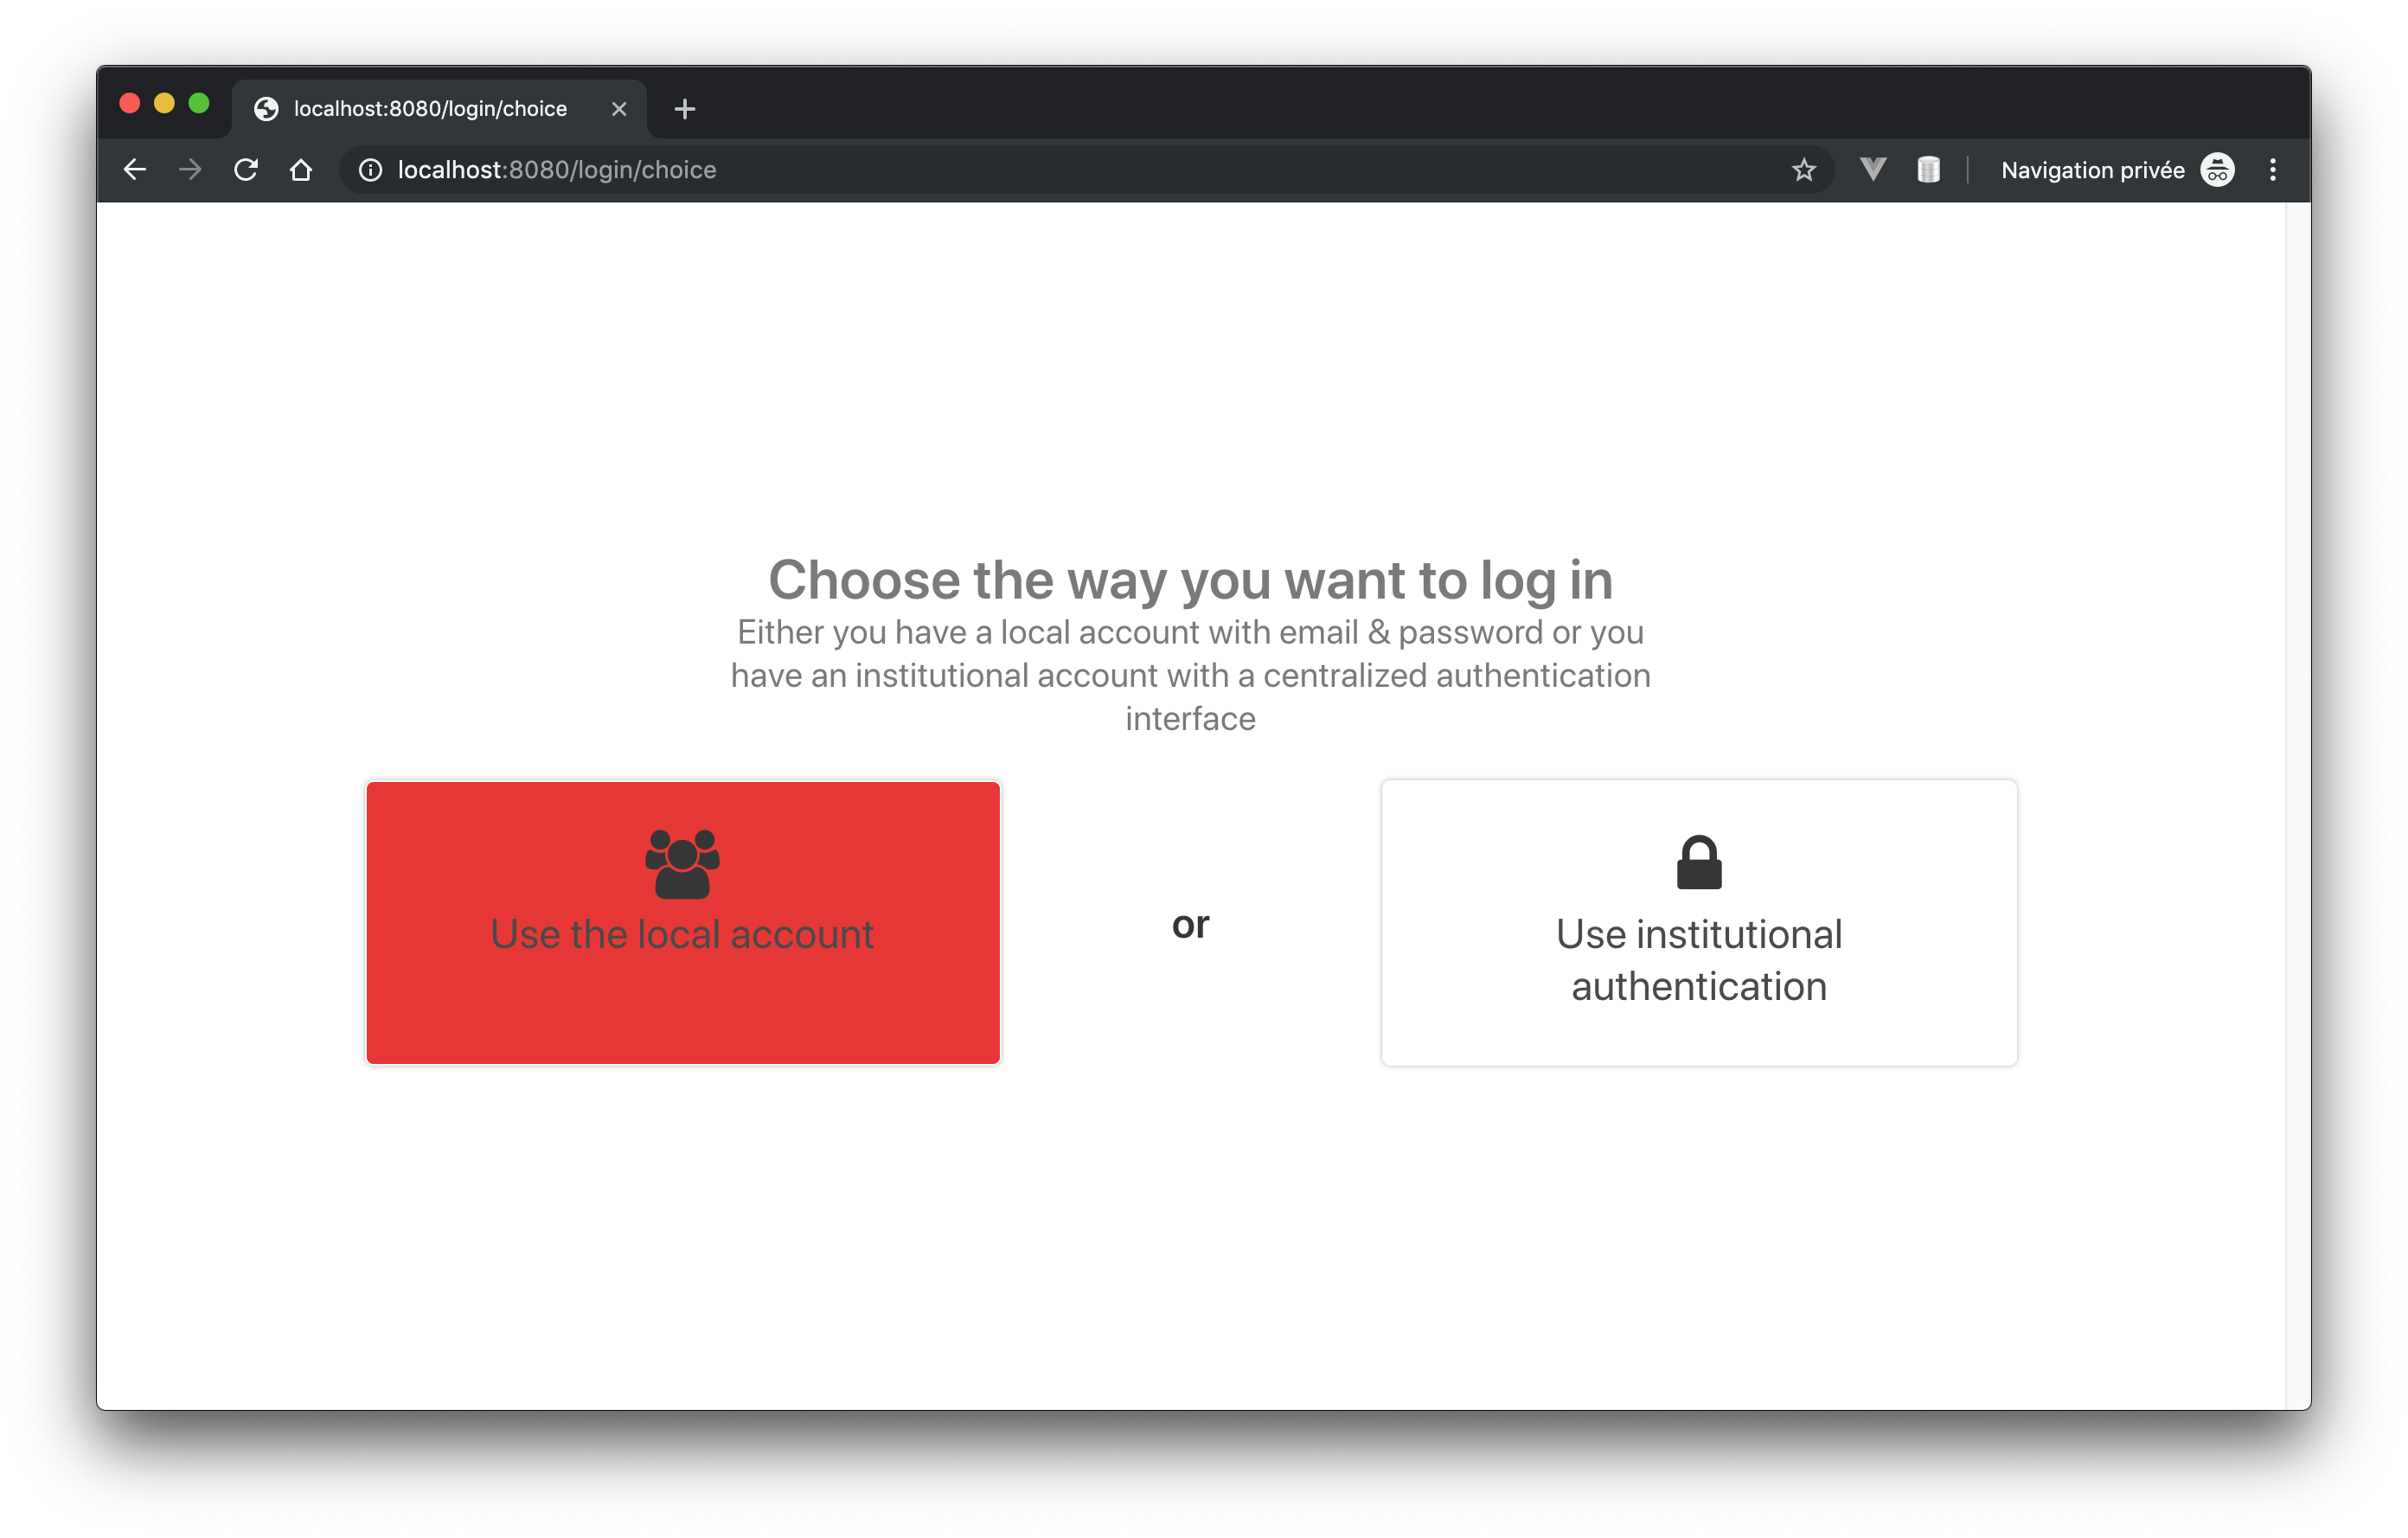 localhost:8080/login/choice
localhost:8080/login/choice
Navigation privée
Choose the way you want to log in
Either you have a local account with email & password or you
have an institutional account with a centralized authentication
interface
Use the local account
or
Use institutional
authentication